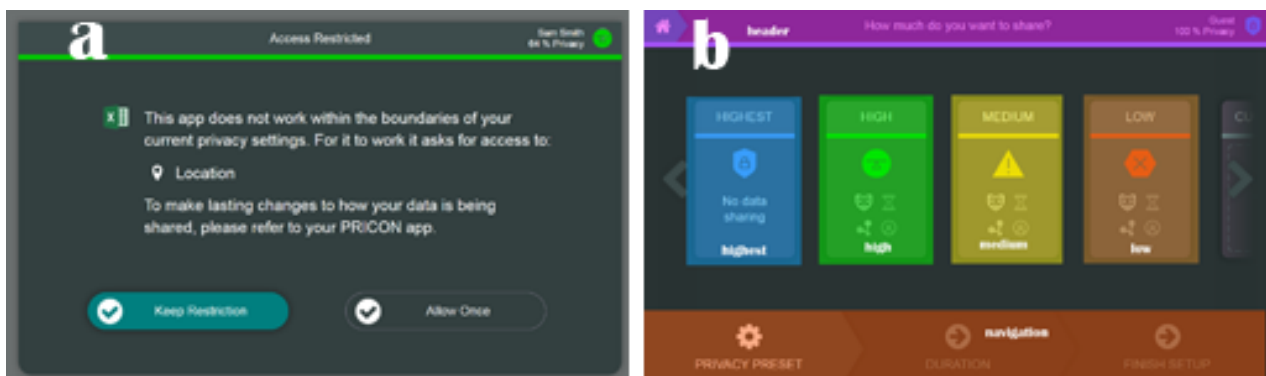 a
Access Restricted
Sam Smith
64 % Privacy
This app does not work within the boundaries of your
current privacy settings. For it to work it asks for access to:
Location
To make lasting changes to how your data is being
shared, please refer to your PRICON app.
Keep Restriction
Allow Once
b
header
How much do you want to share?
Guest
100 % Privacy
HIGHEST
No data
sharing
highest
HIGH
high
MEDIUM
medium
LOW
low
CU
navigation
PRIVACY PRESET
DURATION
FINISH SETUP